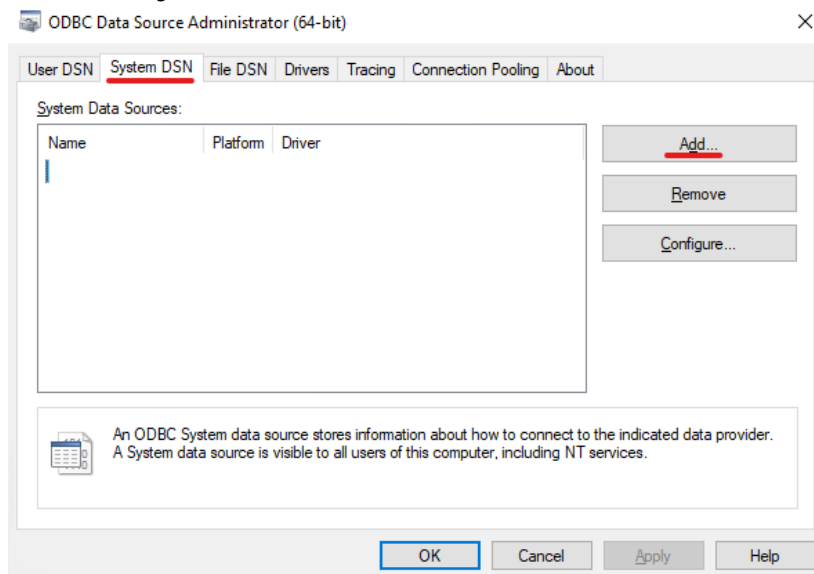 ODBC Data Source Administrator (64-bit)
User DSN System DSN File DSN Drivers Tracing Connection Pooling About
System Data Sources:
Name Platform Driver
Add...
Remove
Configure...
An ODBC System data source stores information about how to connect to the indicated data provider.
A System data source is visible to all users of this computer, including NT services.
OK Cancel Apply Help